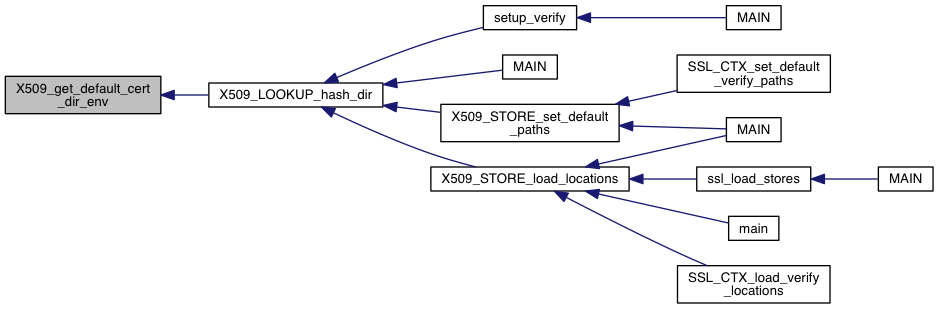 setup_verify
MAIN
MAIN
SSL_CTX_set_default
_verify_paths
X509_get_default_cert
_dir_env
X509_LOOKUP_hash_dir
X509_STORE_set_default
_paths
MAIN
X509_STORE_load_locations
ssl_load_stores
MAIN
main
SSL_CTX_load_verify
_locations